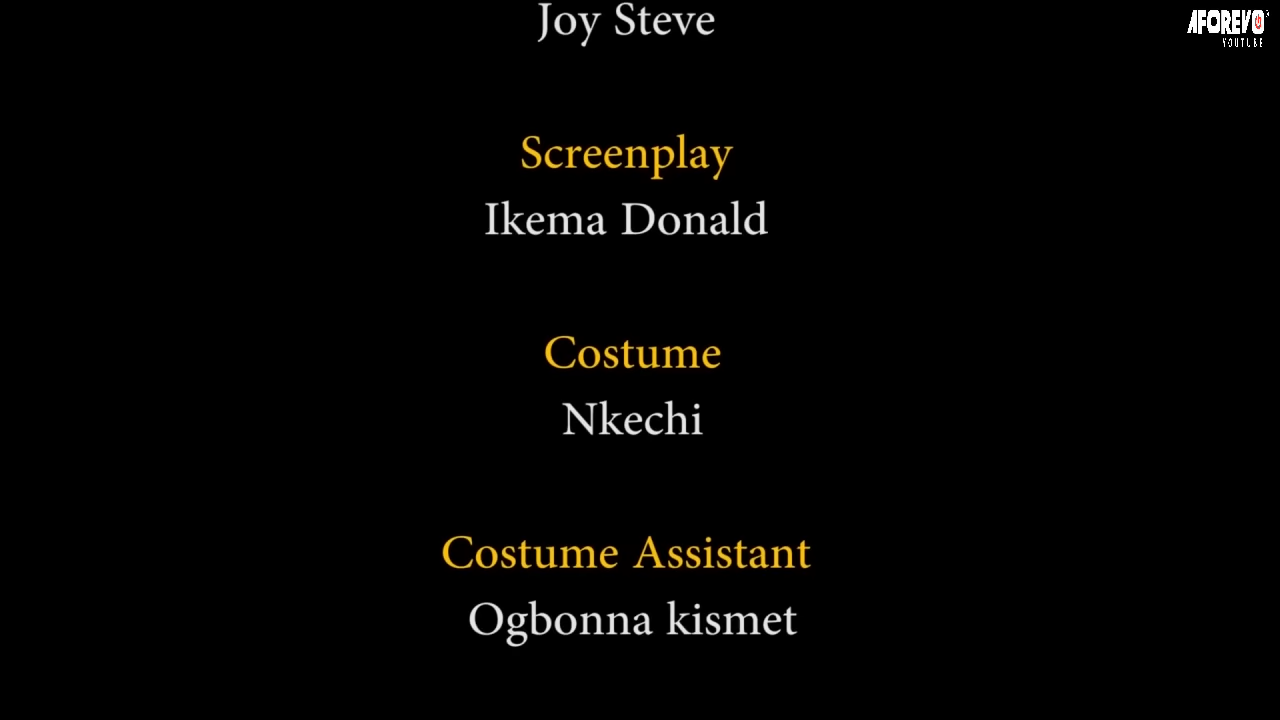 Joy Steve
AFOREVO
YOUTUBE
Screenplay
Ikema Donald
Costume
Nkechi
Costume Assistant
Ogbonna kismet